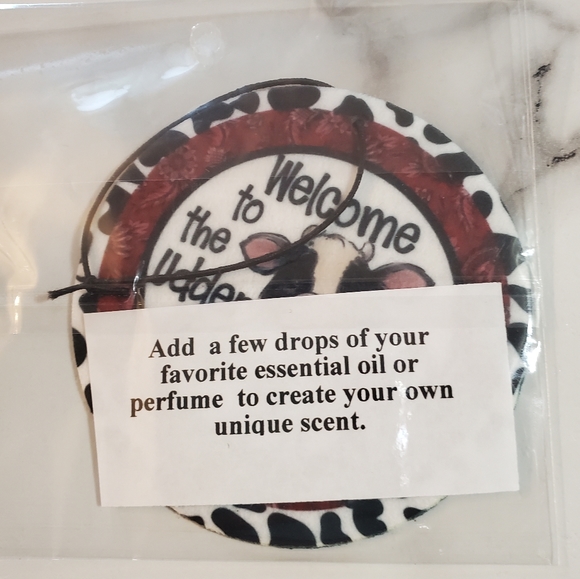 Welcome
to
the
Udder
Add a few drops of your
favorite essential oil or
perfume to create your own
unique scent.